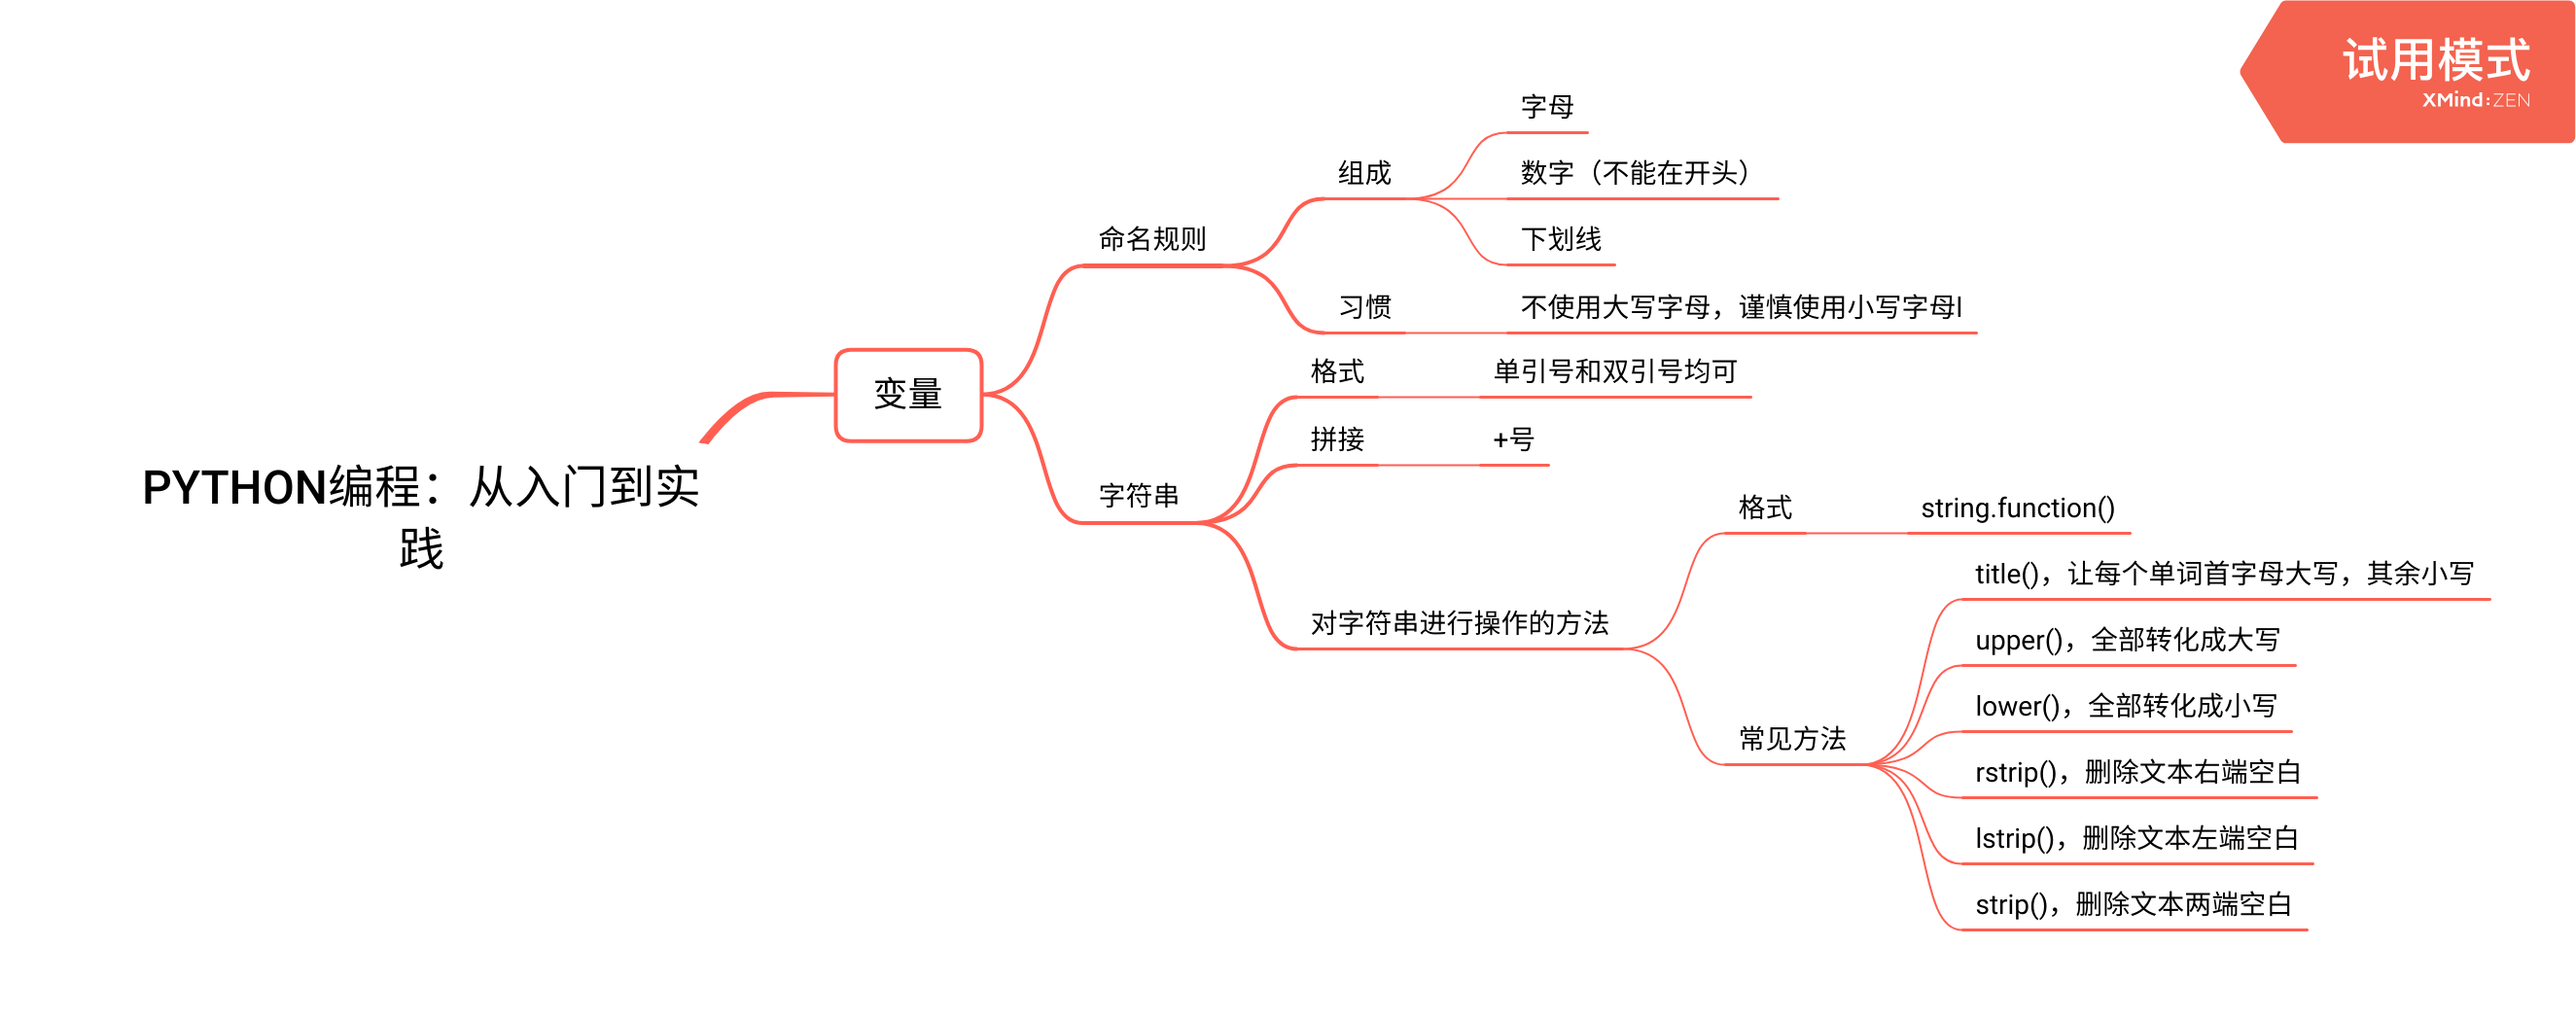 试用模式
XMind:ZEN
PYTHON编程：从入门到实
践
变量
命名规则
组成
字母
数字（不能在开头）
下划线
习惯
不使用大写字母，谨慎使用小写字母l
字符串
格式
单引号和双引号均可
拼接
+号
对字符串进行操作的方法
格式
string.function()
常见方法
title()，让每个单词首字母大写，其余小写
upper()，全部转化成大写
lower()，全部转化成小写
rstrip()，删除文本右端空白
lstrip()，删除文本左端空白
strip()，删除文本两端空白